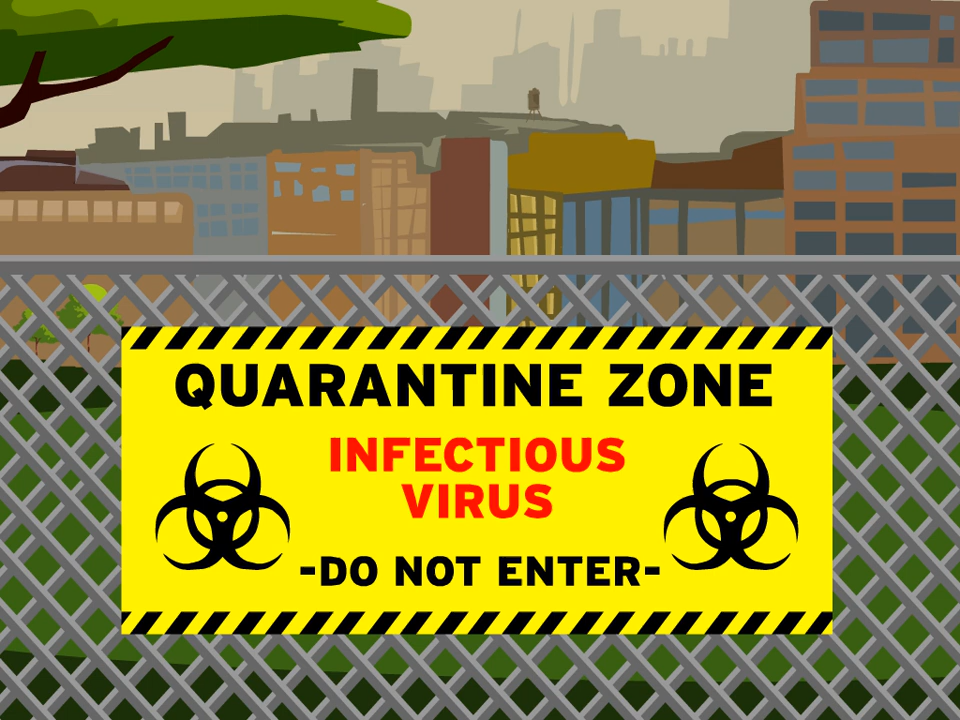 QUARANTINE ZONE
INFECTIOUS
VIRUS
-DO NOT ENTER-